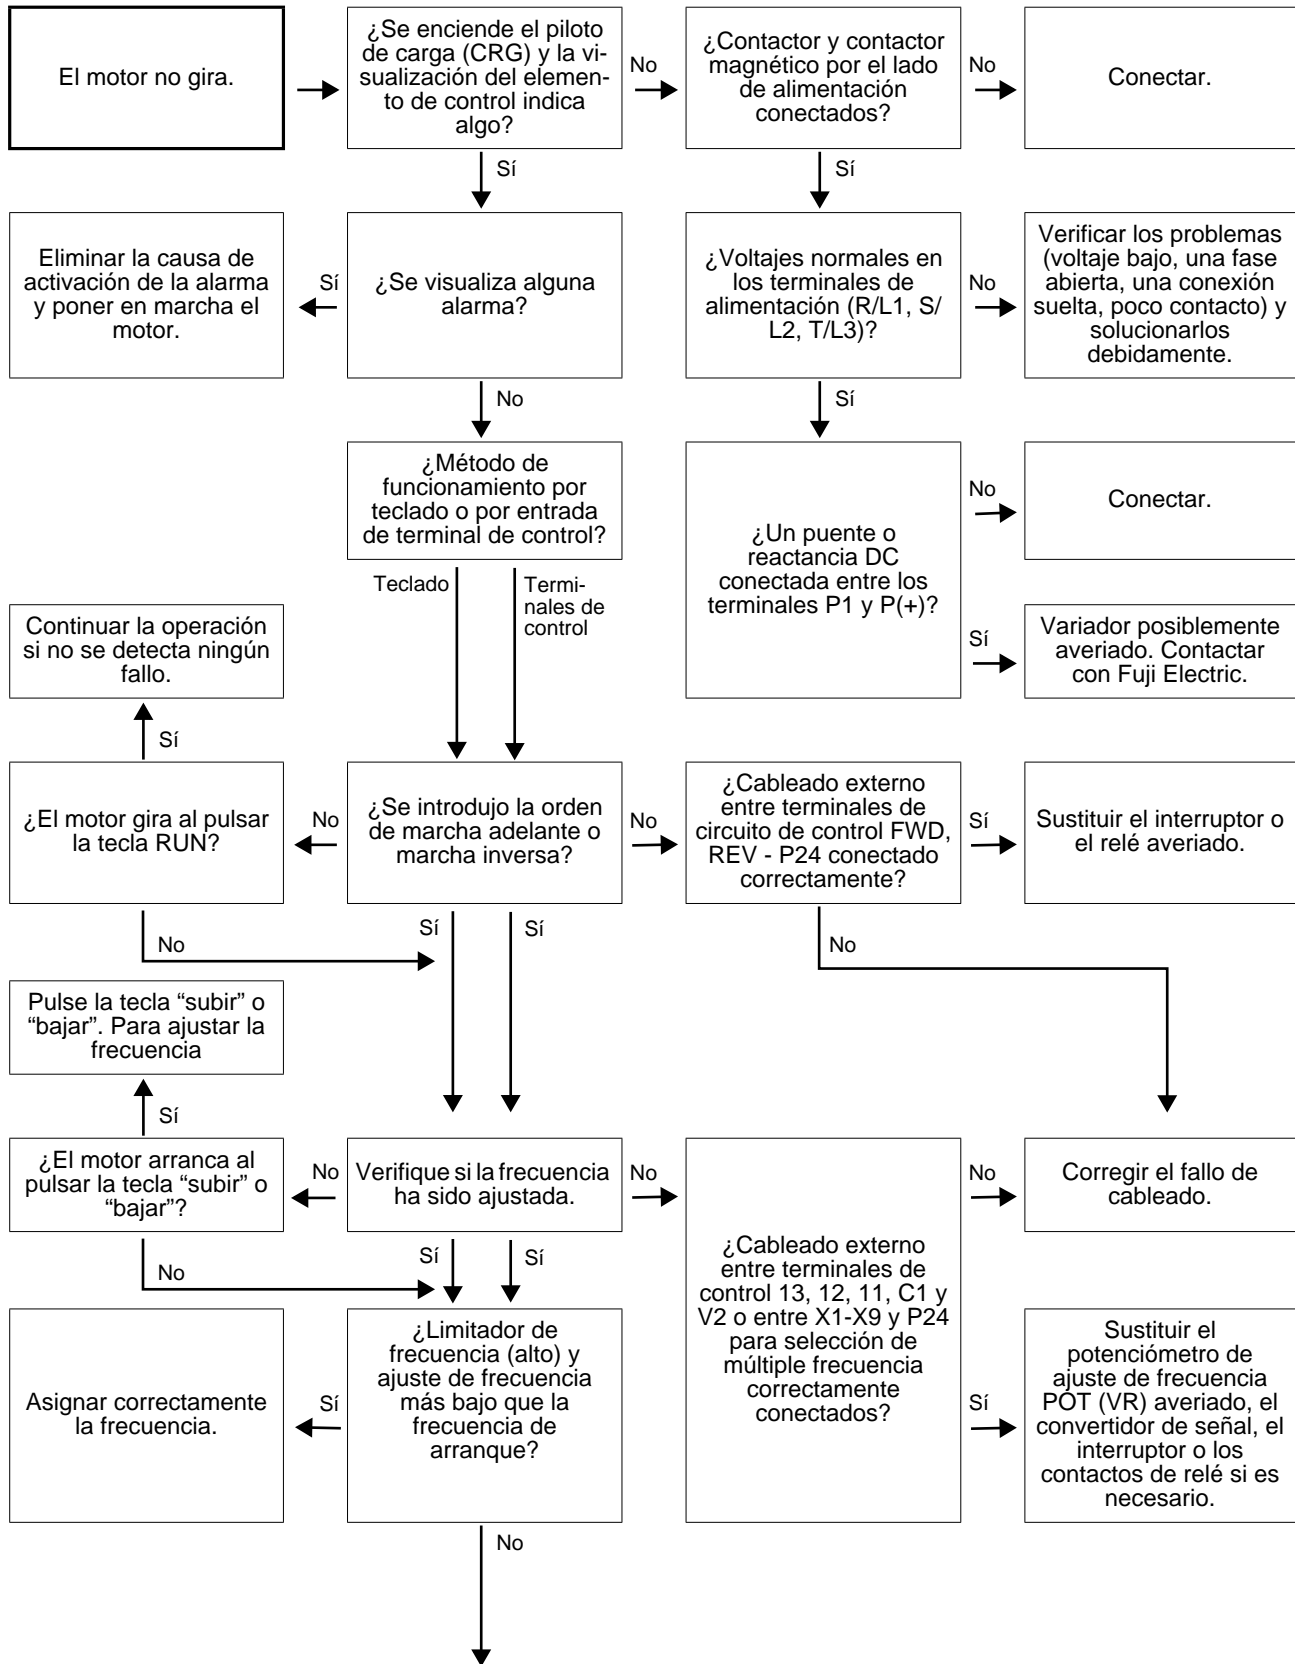 El motor no gira.
¿Se enciende el piloto
de carga (CRG) y la vi-
sualización del elemen-
to de control indica
algo?
No
¿Contactor y contactor
magnético por el lado
de alimentación
conectados?
No
Conectar.
Sí
Sí
Eliminar la causa de
activación de la alarma
y poner en marcha el
motor.
Sí
¿Se visualiza alguna
alarma?
¿Voltajes normales en
los terminales de
alimentación (R/L1, S/
L2, T/L3)?
No
Verificar los problemas
(voltaje bajo, una fase
abierta, una conexión
suelta, poco contacto) y
solucionarlos
debidamente.
No
Sí
¿Método de
funcionamiento por
teclado o por entrada
de terminal de control?
¿Un puente o
reactancia DC
conectada entre los
terminales P1 y P(+)?
No
Conectar.
Teclado
Termi-
nales de
control
Sí
Variador posiblemente
averiado. Contactar
con Fuji Electric.
Continuar la operación
si no se detecta ningún
fallo.
Sí
¿El motor gira al pulsar
la tecla RUN?
No
¿Se introdujo la orden
de marcha adelante o
marcha inversa?
No
¿Cableado externo
entre terminales de
circuito de control FWD,
REV - P24 conectado
correctamente?
Sí
Sustituir el interruptor o
el relé averiado.
No
Sí
Sí
No
Pulse la tecla “subir” o
“bajar”. Para ajustar la
frecuencia
Sí
¿El motor arranca al
pulsar la tecla “subir” o
“bajar”?
No
Verifique si la frecuencia
ha sido ajustada.
No
¿Cableado externo
entre terminales de
control 13, 12, 11, C1 y
V2 o entre X1-X9 y P24
para selección de
múltiple frecuencia
correctamente
conectados?
No
Corregir el fallo de
cableado.
No
Sí
Sí
Asignar correctamente
la frecuencia.
Sí
¿Limitador de
frecuencia (alto) y
ajuste de frecuencia
más bajo que la
frecuencia de
arranque?
Sí
Sustituir el
potenciómetro de
ajuste de frecuencia
POT (VR) averiado, el
convertidor de señal, el
interruptor o los
contactos de relé si es
necesario.
No